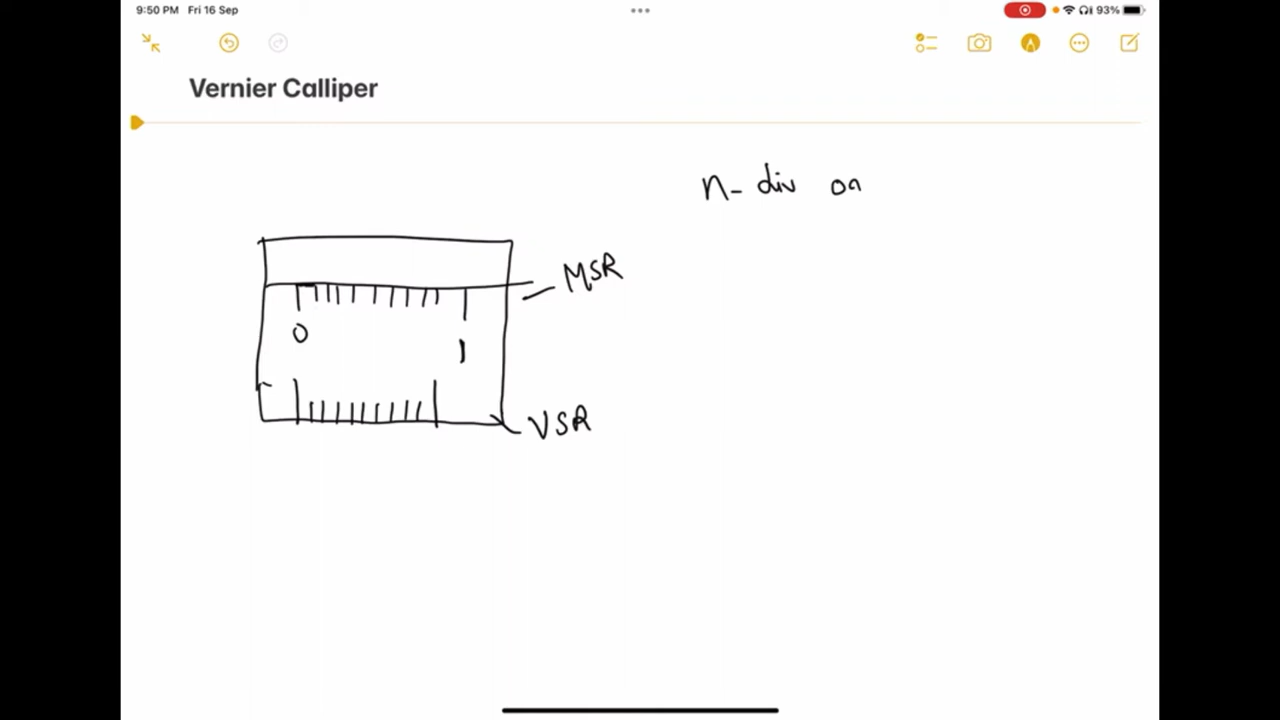 9:50 PM Fri 16 Sep
93%
Vernier Calliper
n- div on
MSR
0
1
VSR